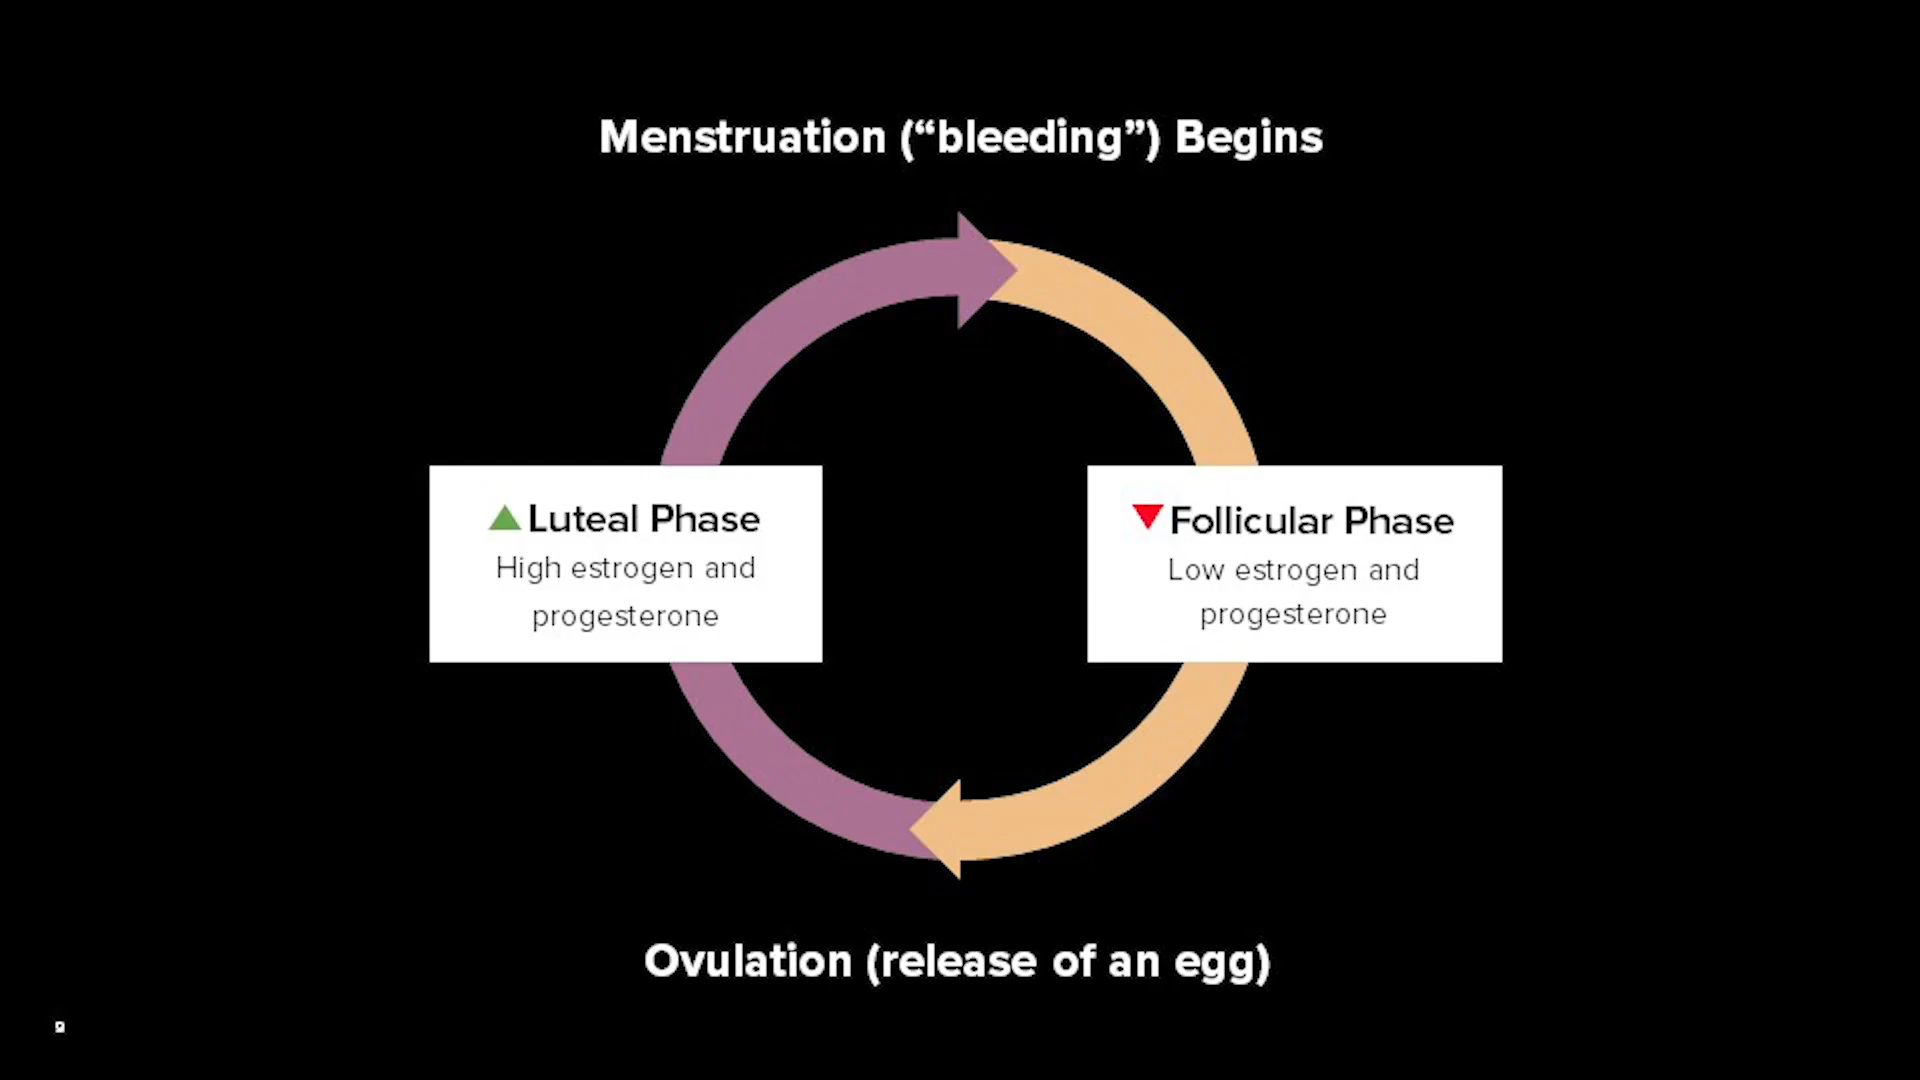 Menstruation (“bleeding”) Begins
Luteal Phase
High estrogen and
progesterone
Follicular Phase
Low estrogen and
progesterone
Ovulation (release of an egg)